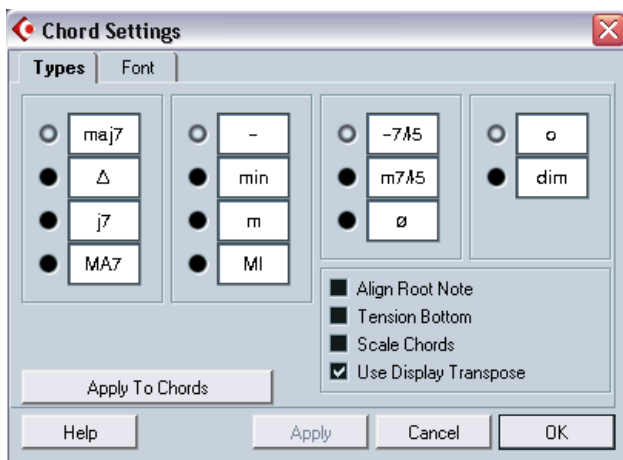 Chord Settings
Types Font
maj7 - -7/♭5 o
Δ min m7/♭5 dim
j7 m ø
MA7 MI
Align Root Note
Tension Bottom
Scale Chords
Use Display Transpose
Apply To Chords
Help Apply Cancel OK